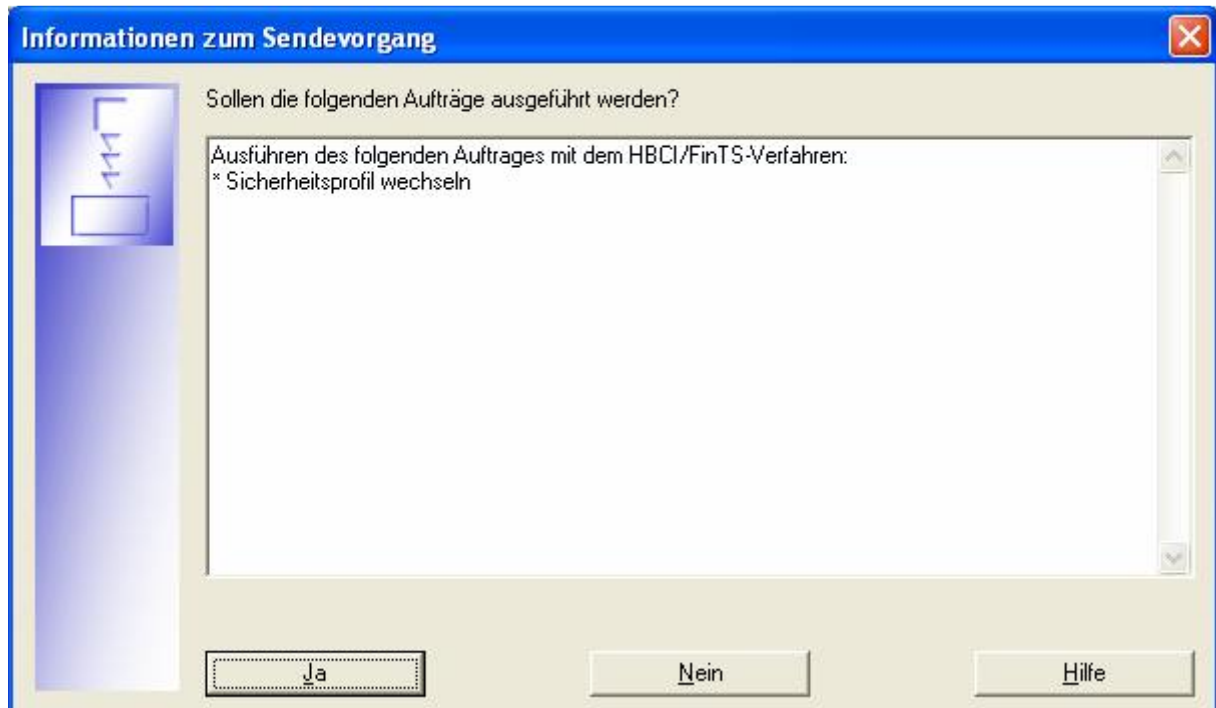 Informationen zum Sendevorgang
Sollen die folgenden Aufträge ausgeführt werden?
Ausführen des folgenden Auftrages mit dem HBCI/FinTS-Verfahren:
* Sicherheitsprofil wechseln
Ja
Nein
Hilfe